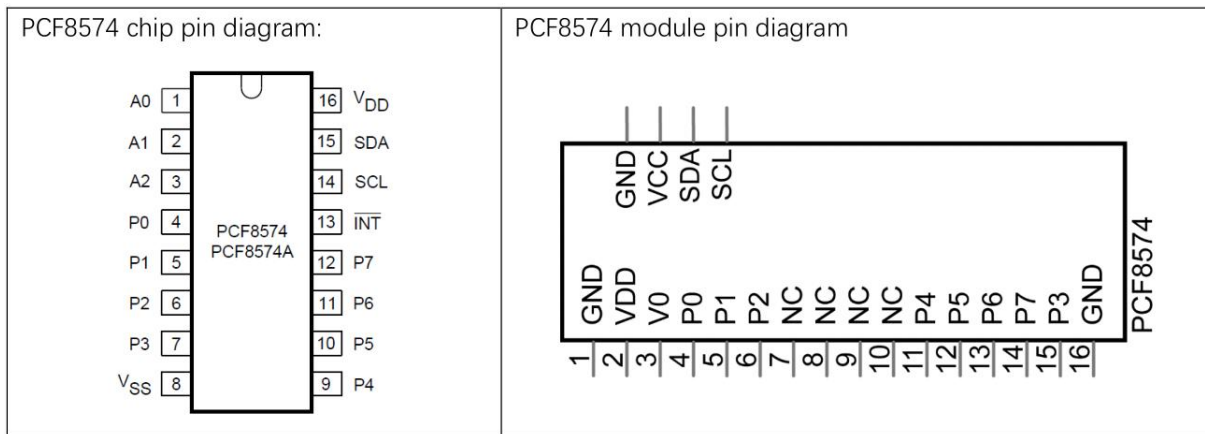 PCF8574 chip pin diagram:
A0 1 16 VDD
A1 2 15 SDA
A2 3 14 SCL
P0 4 13 INT
P1 5 12 P7
P2 6 11 P6
P3 7 10 P5
VSS 8 9 P4
PCF8574
PCF8574A
PCF8574 module pin diagram
GND VCC SDA SCL
GND VDD V0 P0 P1 P2 NC NC NC NC P4 P5 P6 P7 P3 GND
1 2 3 4 5 6 7 8 9 10 11 12 13 14 15 16
PCF8574